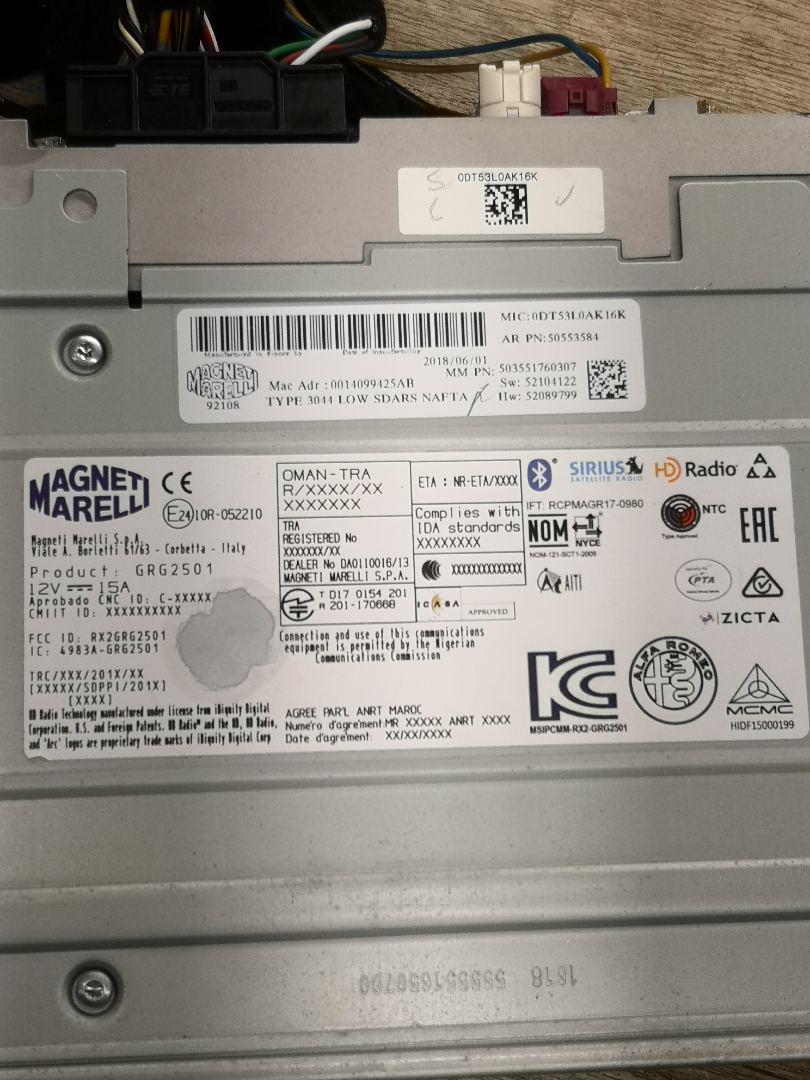 TE
0DT53L0AK16K
MIC:0DT53L0AK16K
AR PN:50553584
Manufactured in France by
Date of manufacturing
2018/06/01
MM PN: 503551760307
MAGNETI
MARELLI
92108
Mac Adr :0014099425AB
Sw: 52104122
TYPE 3044 LOW SDARS NAFTA
Hw: 52089799
MAGNETI
MARELLI
CE
E24 10R-052210
Magneti Marelli S.p.A.
Viale A. Borletti 61/63 - Corbetta - Italy
Product: GRG2501
12V 15A
Aprobado CNC ID: C-XXXXX
CMIIT ID: XXXXXXXXXX
FCC ID: RX2GRG2501
IC: 4983A-GRG2501
TRC/XXX/201X/XX
[XXXXX/SDPPI/201X]
[XXXX]
HD Radio Technology manufactured under license from iBiquity Digital
Corporation. U.S. and Foreign Patents. HD Radio™ and the HD, HD Radio,
and "Arc" logos are proprietary trade marks of iBiquity Digital Corp
OMAN-TRA
R/XXXX/XX
XXXXXXX
TRA
REGISTERED No
XXXXXXX/XX
DEALER No DA0110016/13
MAGNETI MARELLI S.P.A.
T D17 0154 201
R 201-170668
ETA : NR-ETA/XXXX
Complies with
IDA standards
XXXXXXXX
XXXXXXXXXXXXX
ICASA
APPROVED
Connection and use of this communications
equipment is permitted by the Nigerian
Communications Commission
AGREE PAR'L ANRT MAROC
Numero d'agrement:MR XXXXX ANRT XXXX
Date d'agrement: XX/XX/XXXX
SIRIUS
SATELLITE RADIO
HD Radio
IFT: RCPMAGR17-0980
NOM
NYCE
NOM-121-SCT1-2009
NTC
Type Approved
EAC
AITI
PTA
ZICTA
KC
MSIPCMM-RX2-GRG2501
ALFA ROMEO
MCMC
HIDF15000199
1618